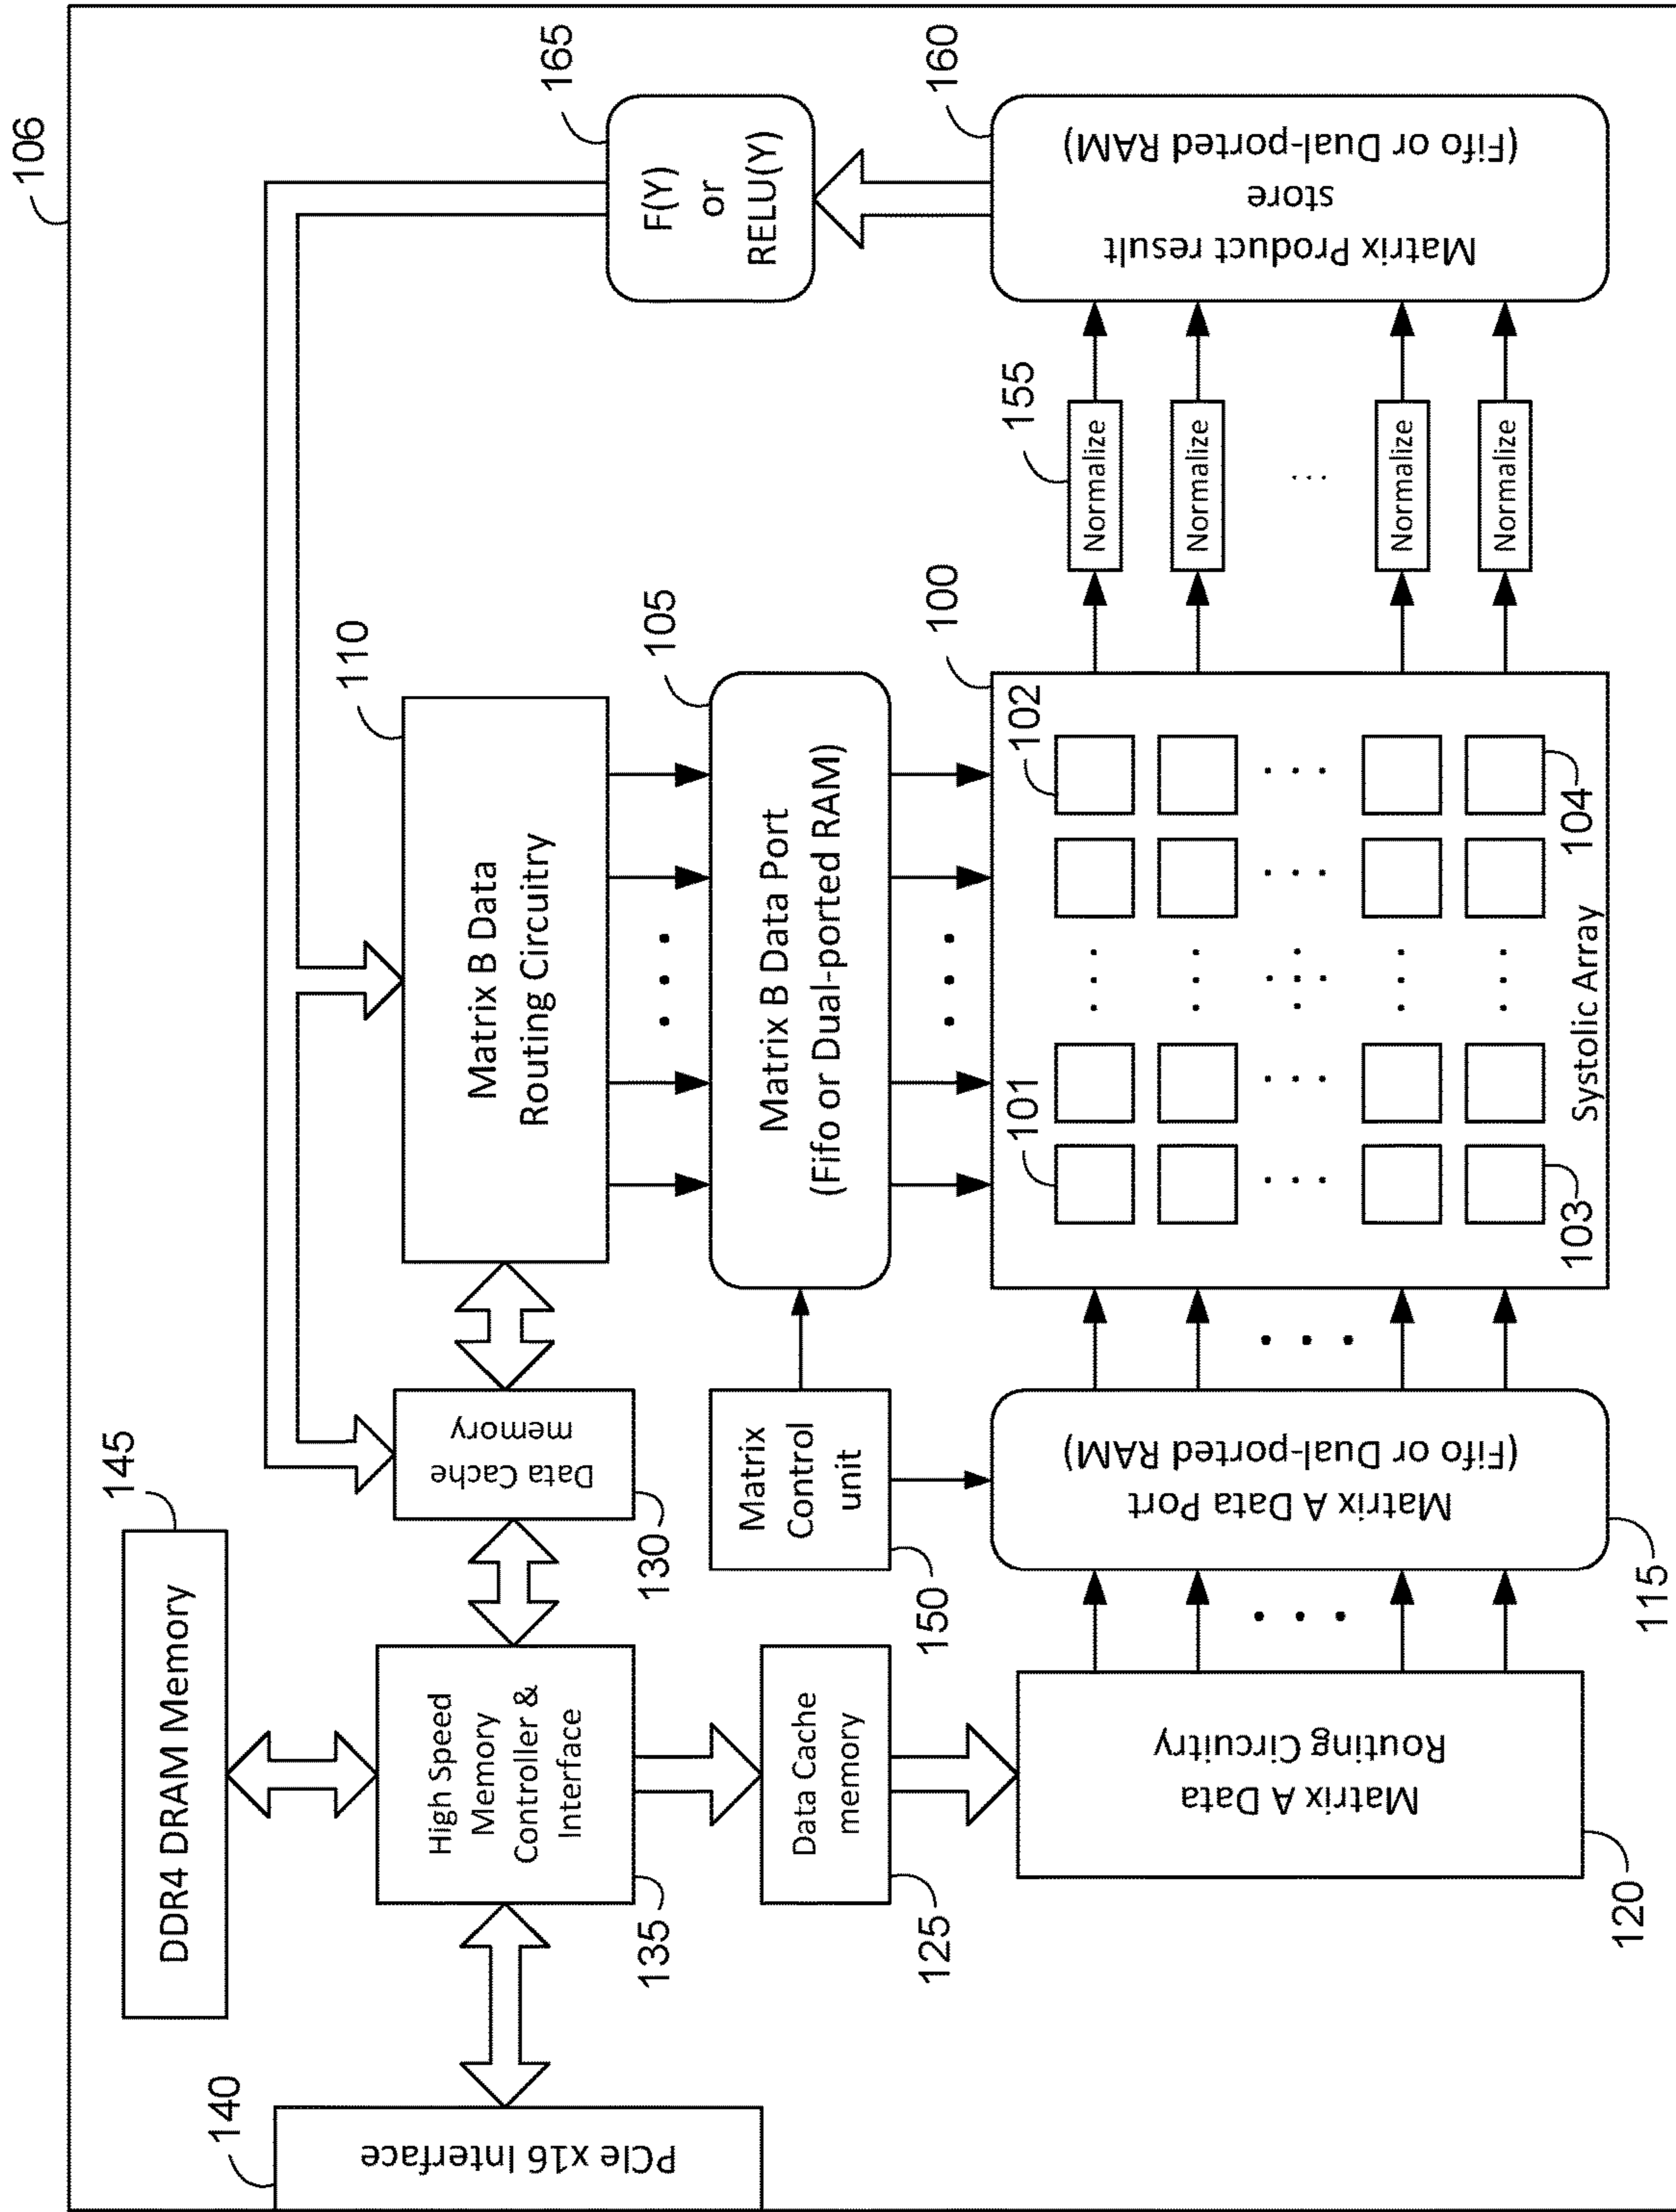 106
145
DDR4 DRAM Memory
140
PCIe x16 Interface
High Speed
Memory
Controller &
Interface
135
Data Cache
memory
130
Matrix B Data
Routing Circuitry
110
F(Y)
or
RELU(Y)
165
Data Cache
memory
125
Matrix
Control
unit
150
Matrix B Data Port
(Fifo or Dual-ported RAM)
105
Matrix A Data
Routing Circuitry
120
Matrix A Data Port
(Fifo or Dual-ported RAM)
115
100
101
102
103
104
Systolic Array
155
Normalize
Normalize
...
Normalize
Normalize
Matrix Product result
store
(Fifo or Dual-ported RAM)
160